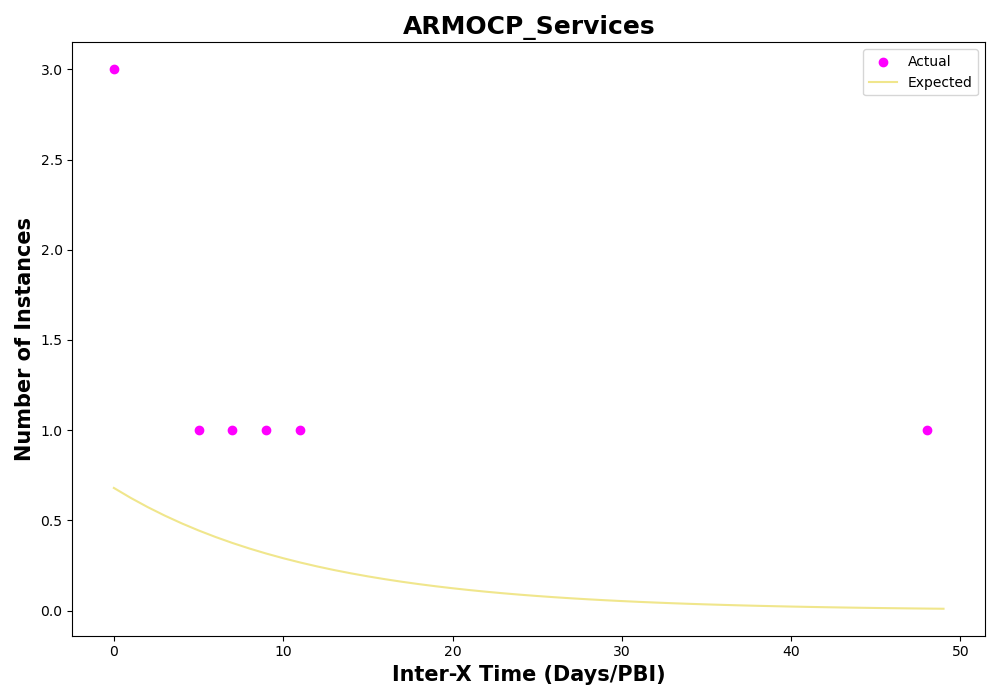 ARMOCP_Services
Actual
Expected
Number of Instances
3.0
2.5
2.0
1.5
1.0
0.5
0.0
0 10 20 30 40 50
Inter-X Time (Days/PBI)